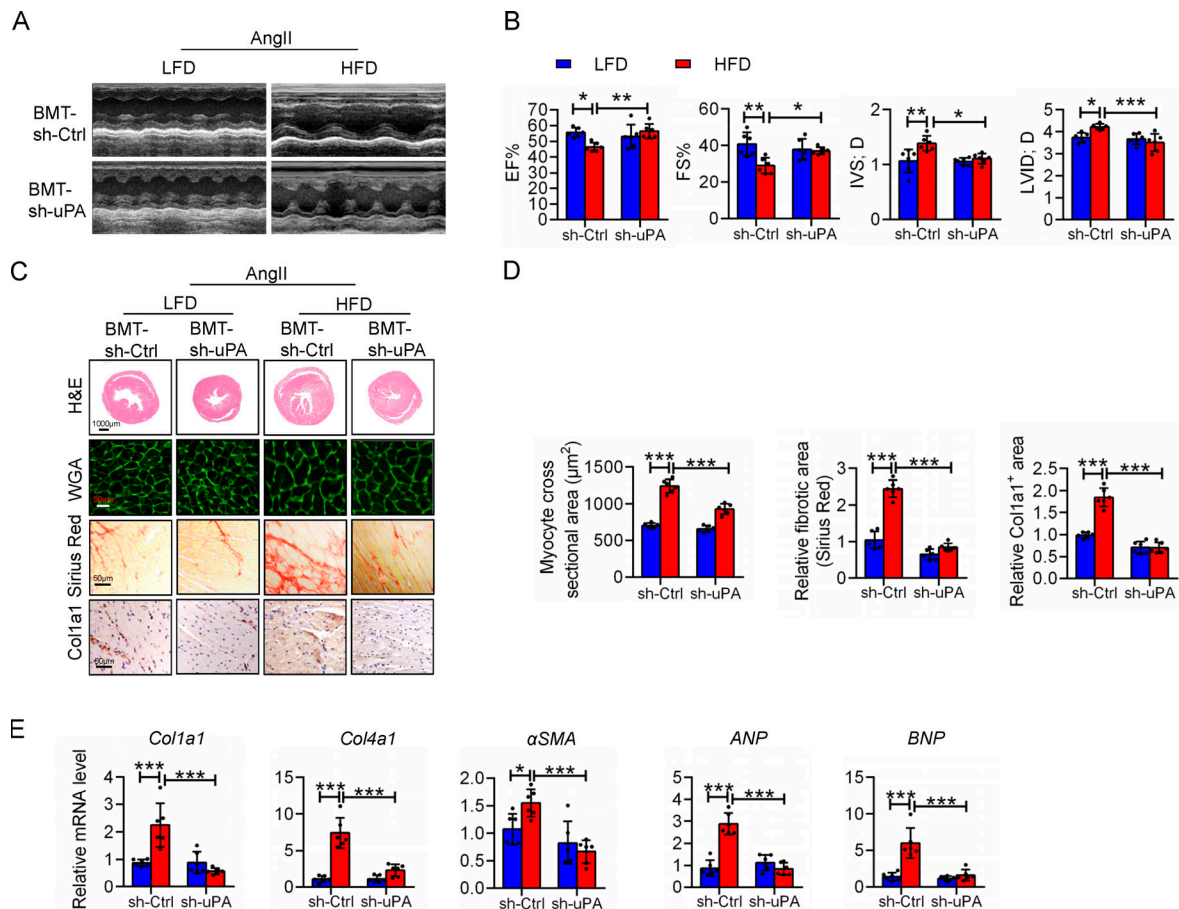 A
AngII
LFD HFD
BMT-
sh-Ctrl
BMT-
sh-uPA
B
LFD HFD
EF%
70
60
50
40
30
20
10
0
* **
sh-Ctrl sh-uPA
FS%
60
40
20
0
** *
sh-Ctrl sh-uPA
IVS; D
2
1
0
** *
sh-Ctrl sh-uPA
LVID; D
6
5
4
3
2
1
0
* ***
sh-Ctrl sh-uPA
C
AngII
LFD HFD
BMT- BMT- BMT- BMT-
sh-Ctrl sh-uPA sh-Ctrl sh-uPA
H&E
1000μm
WGA
50μm
Sirius Red
50μm
Col1a1
50μm
D
Myocyte cross
sectional area (μm²)
1500
1000
500
0
*** ***
sh-Ctrl sh-uPA
Relative fibrotic area
(Sirius Red)
4
3
2
1
0
*** ***
sh-Ctrl sh-uPA
Relative Col1a1⁺ area
2.5
2.0
1.5
1.0
0.5
0.0
*** ***
sh-Ctrl sh-uPA
E
Relative mRNA level
Col1a1
4
3
2
1
0
*** ***
sh-Ctrl sh-uPA
Col4a1
15
10
5
0
*** ***
sh-Ctrl sh-uPA
αSMA
2.0
1.5
1.0
0.5
0.0
* ***
sh-Ctrl sh-uPA
ANP
5
4
3
2
1
0
*** ***
sh-Ctrl sh-uPA
BNP
15
10
5
0
*** ***
sh-Ctrl sh-uPA